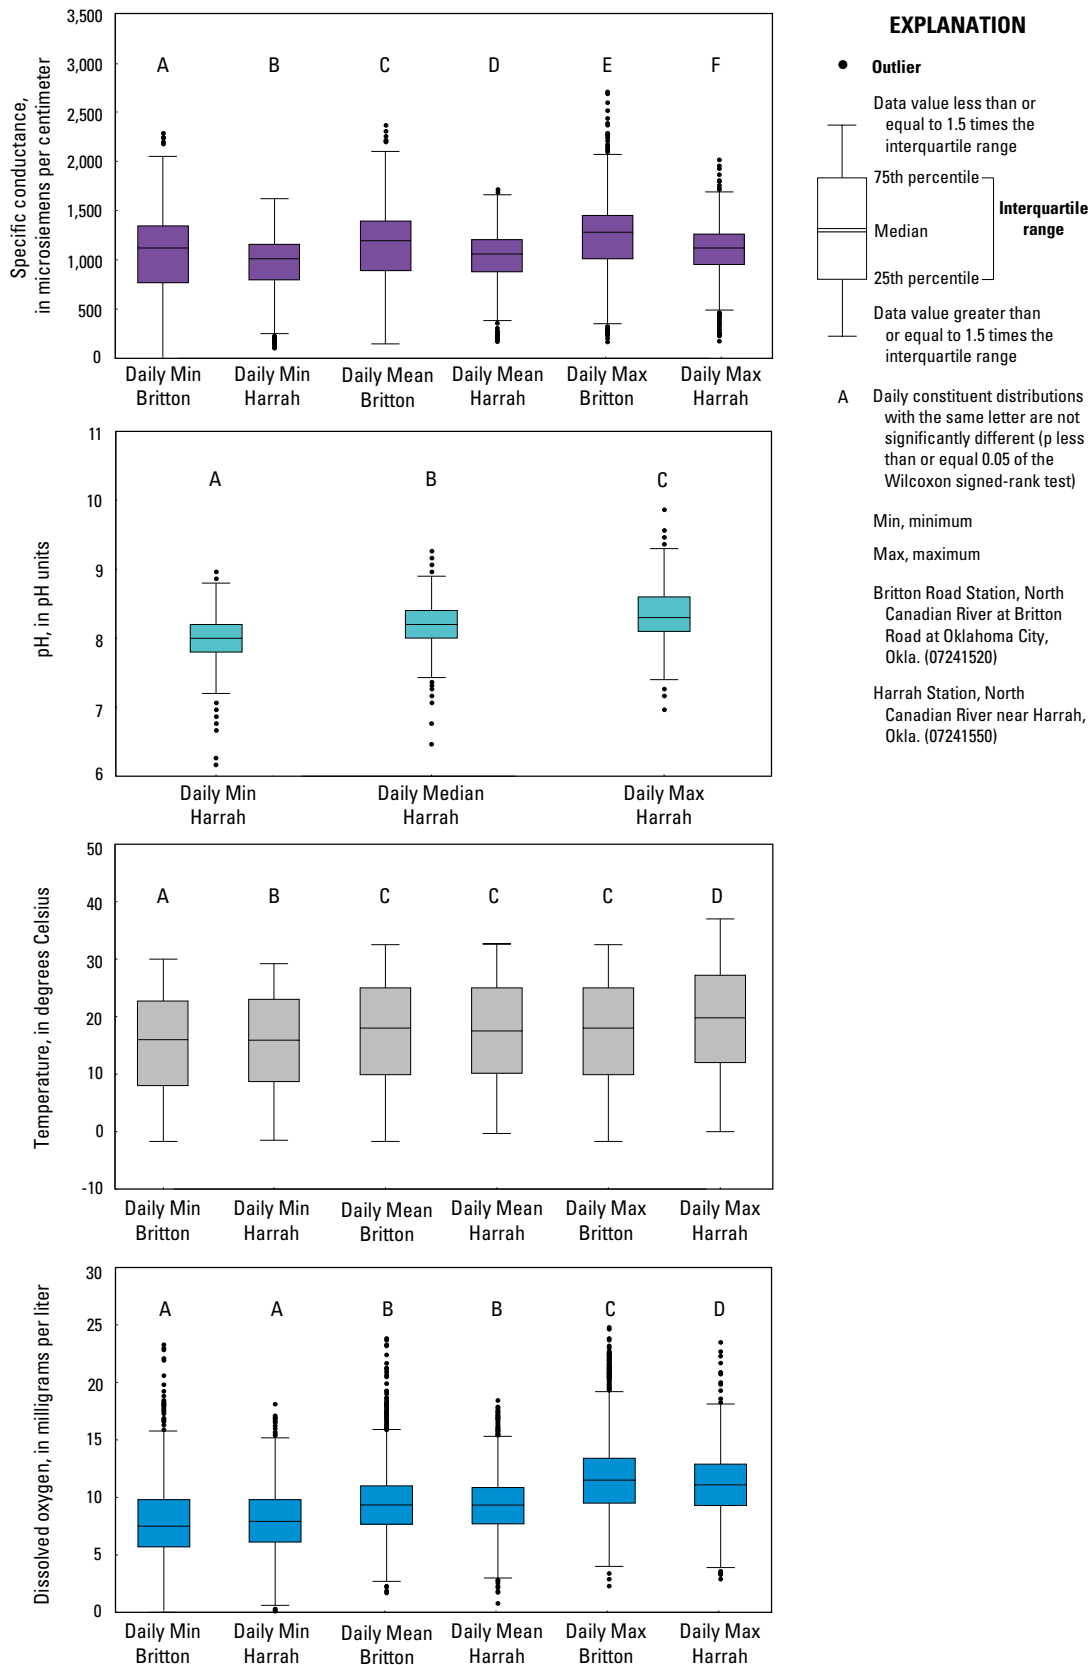 3,500
3,000
2,500
2,000
1,500
1,000
500
0
Specific conductance,
in microsiemens per centimeter
A B C D E F
Daily Min Britton
Daily Min Harrah
Daily Mean Britton
Daily Mean Harrah
Daily Max Britton
Daily Max Harrah
11
10
9
8
7
6
pH, in pH units
A B C
Daily Min Harrah
Daily Median Harrah
Daily Max Harrah
50
40
30
20
10
0
-10
Temperature, in degrees Celsius
A B C C C D
Daily Min Britton
Daily Min Harrah
Daily Mean Britton
Daily Mean Harrah
Daily Max Britton
Daily Max Harrah
30
25
20
15
10
5
0
Dissolved oxygen, in milligrams per liter
A A B B C D
Daily Min Britton
Daily Min Harrah
Daily Mean Britton
Daily Mean Harrah
Daily Max Britton
Daily Max Harrah
EXPLANATION
Outlier
Data value less than or
equal to 1.5 times the
interquartile range
75th percentile
Median
25th percentile
Interquartile
range
Data value greater than
or equal to 1.5 times the
interquartile range
A Daily constituent distributions
with the same letter are not
significantly different (p less
than or equal 0.05 of the
Wilcoxon signed-rank test)
Min, minimum
Max, maximum
Britton Road Station, North
Canadian River at Britton
Road at Oklahoma City,
Okla. (07241520)
Harrah Station, North
Canadian River near Harrah,
Okla. (07241550)